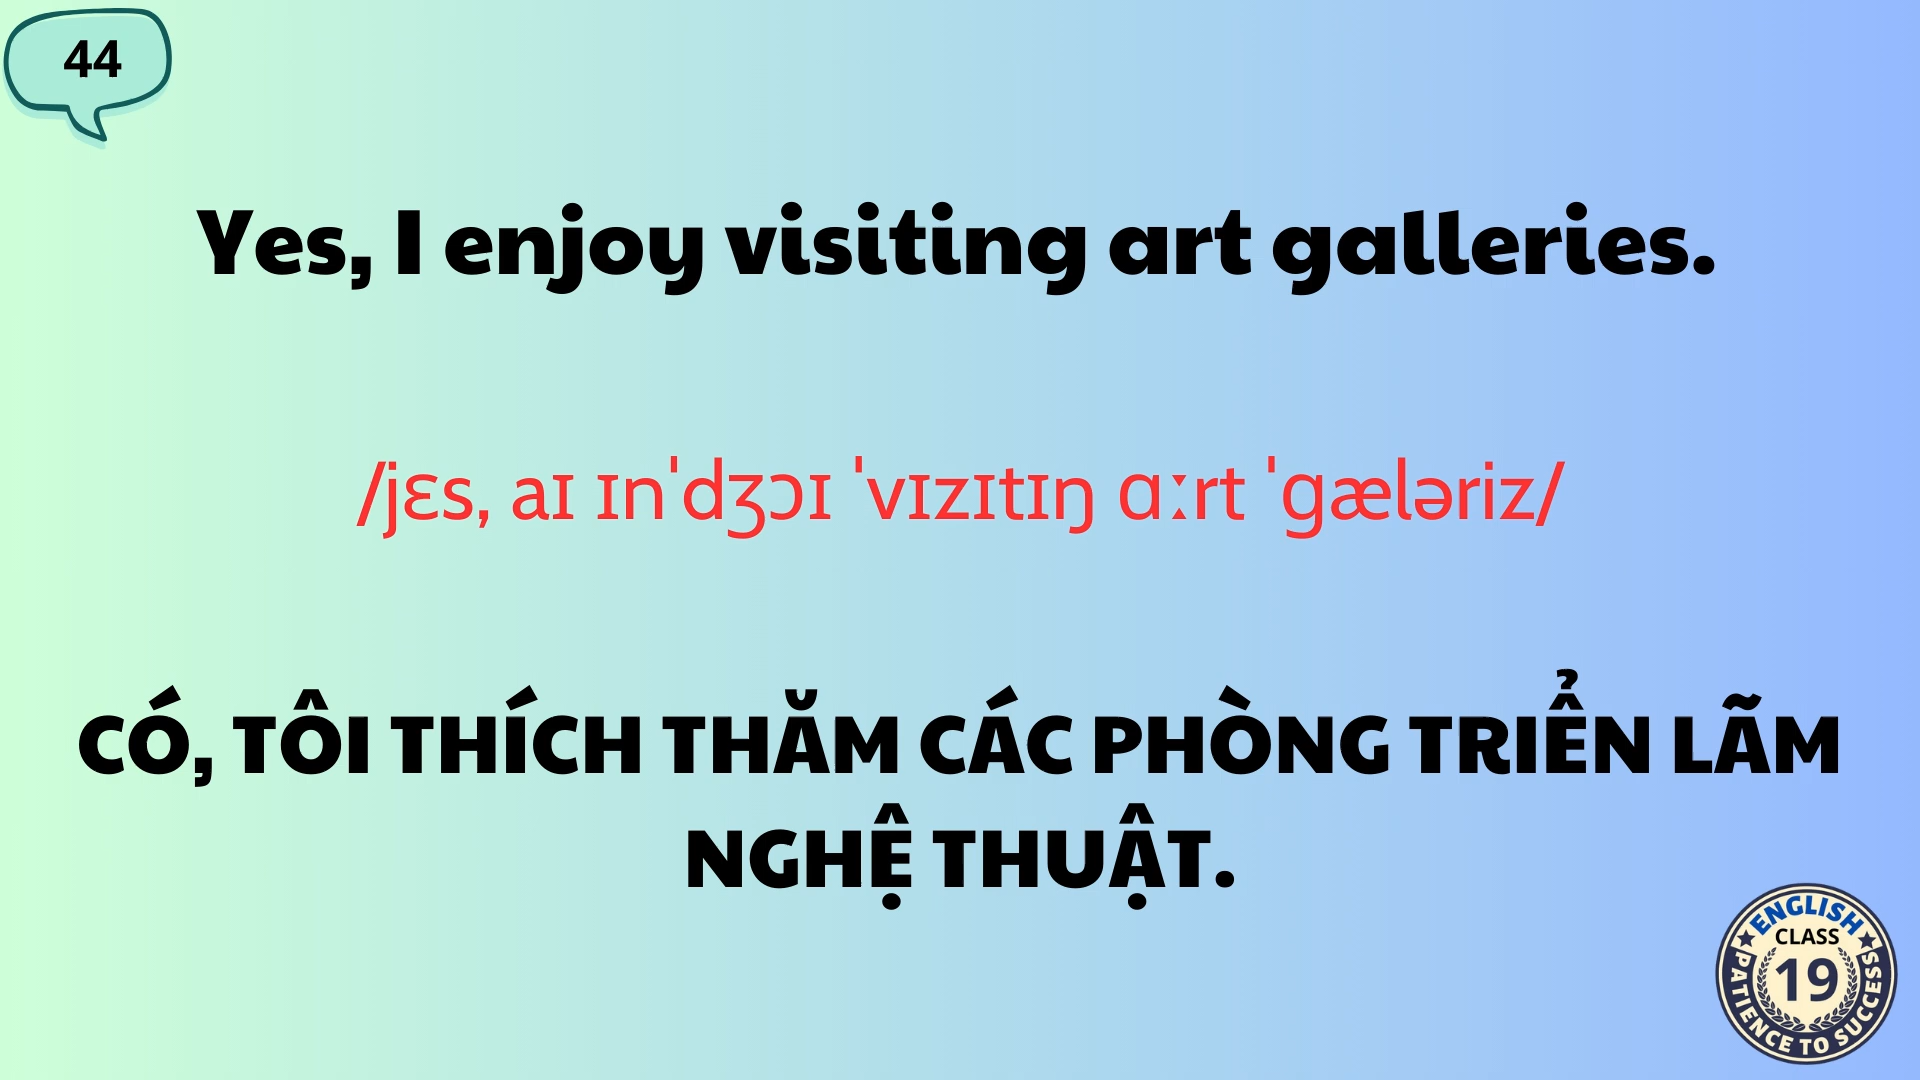 44
Yes, I enjoy visiting art galleries.
/jɛs, aɪ ɪnˈdʒɔɪ ˈvɪzɪtɪŋ ɑːrt ˈɡæləriz/
CÓ, TÔI THÍCH THĂM CÁC PHÒNG TRIỂN LÃM
NGHỆ THUẬT.
ENGLISH
CLASS
19
PATIENCE TO SUCCESS